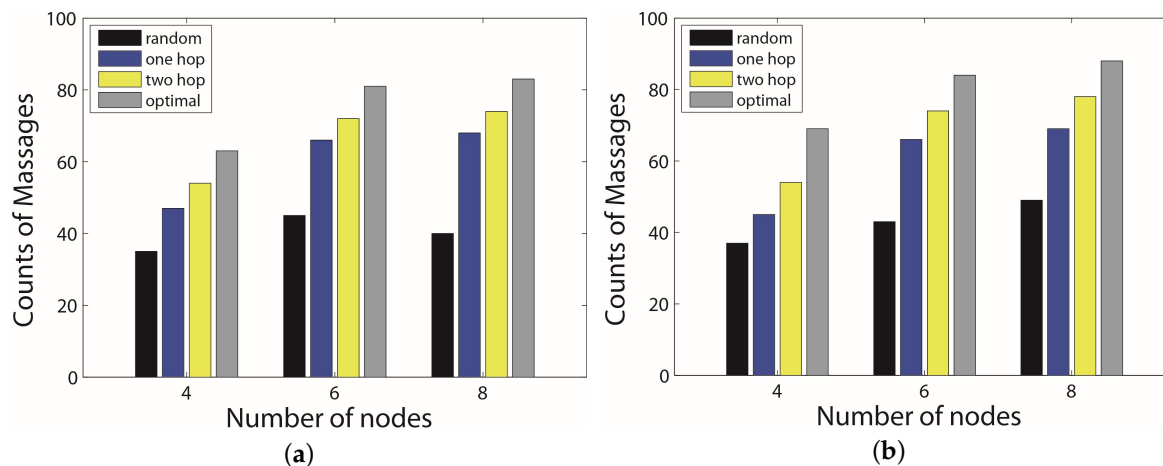 100
80
60
40
20
0
Counts of Massages
random
one hop
two hop
optimal
4 6 8
Number of nodes
(a)
100
80
60
40
20
0
Counts of Massages
random
one hop
two hop
optimal
4 6 8
Number of nodes
(b)